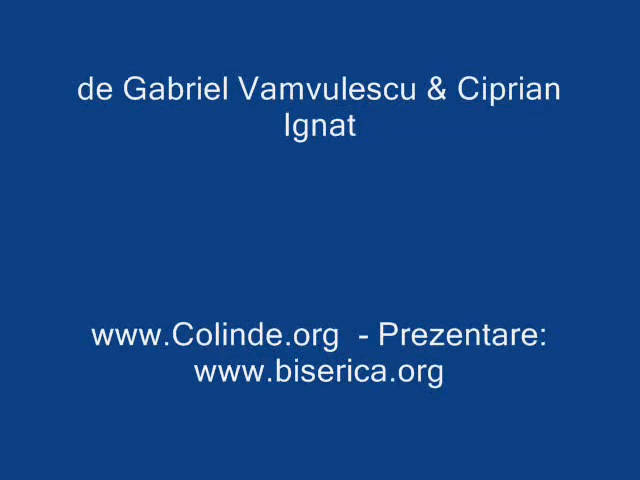 de Gabriel Vamvulescu & Ciprian
Ignat
www.Colinde.org - Prezentare:
www.biserica.org